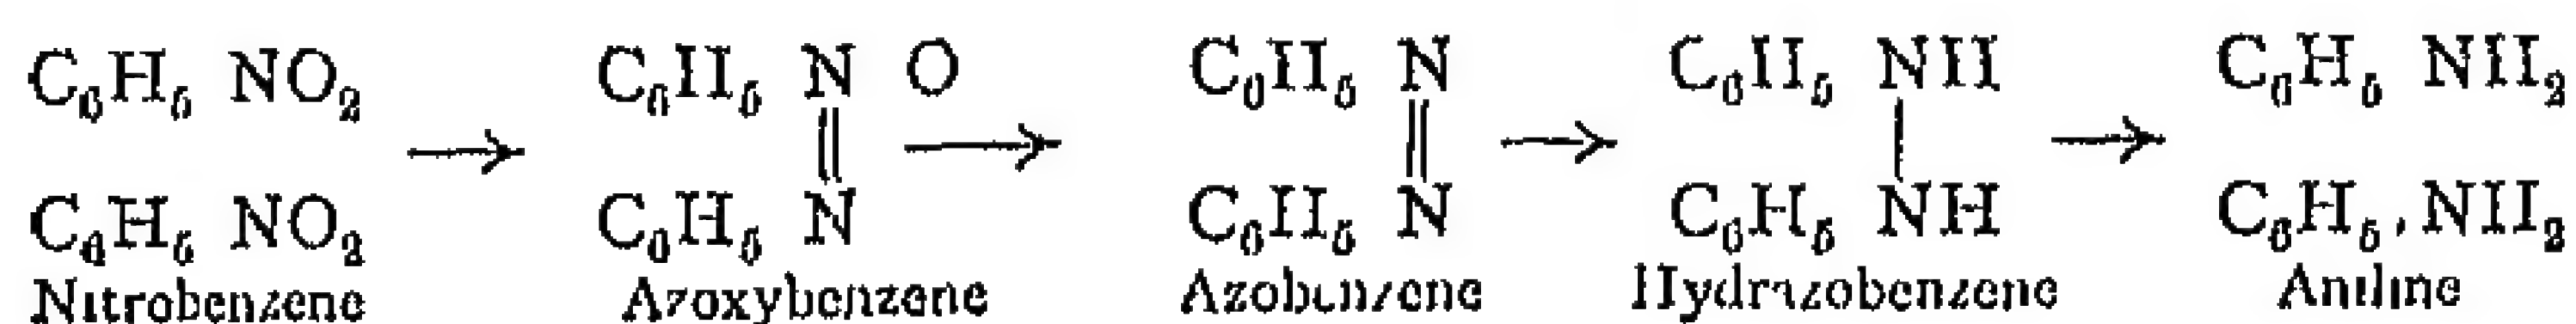 C₆H₅ NO₂ C₆H₅ N O C₆H₅ N C₆H₅ NH C₆H₅ NH₂
C₆H₅ NO₂ C₆H₅ N C₆H₅ N C₆H₅ NH C₆H₅.NH₂
Nitrobenzene Azoxybenzene Azobenzene Hydrazobenzene Aniline